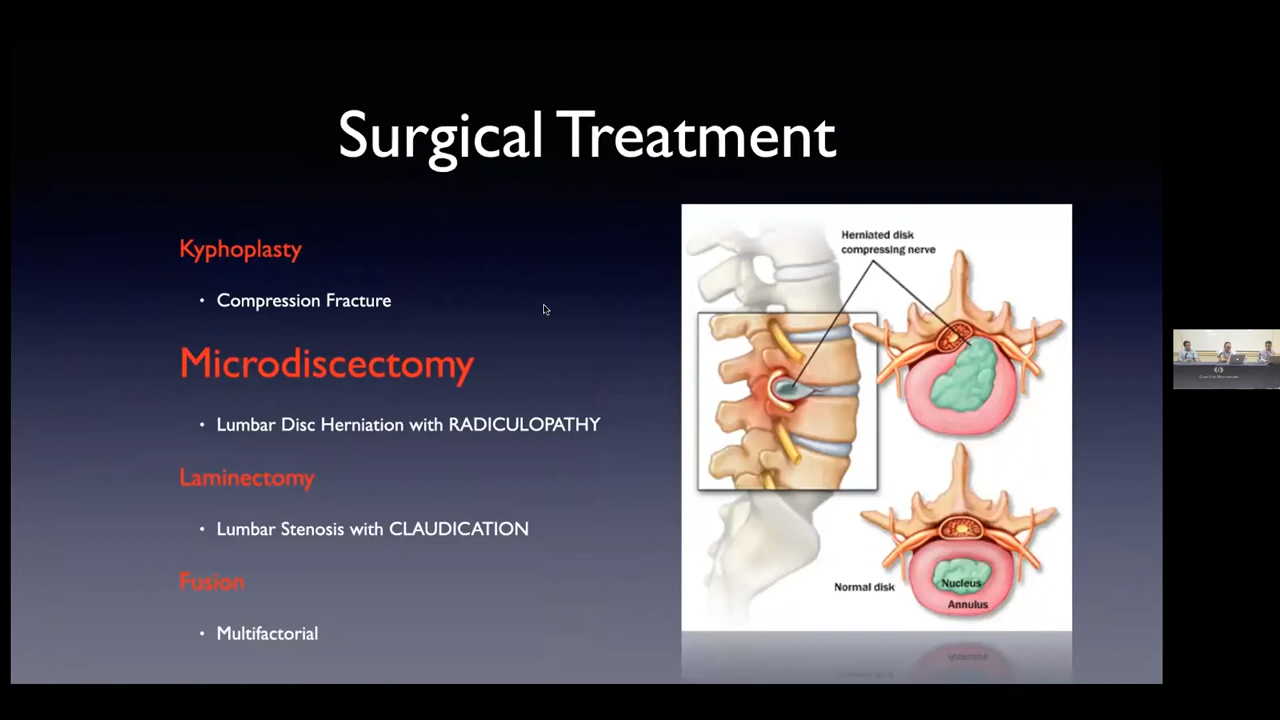 Surgical Treatment
Kyphoplasty
• Compression Fracture
Microdiscectomy
• Lumbar Disc Herniation with RADICULOPATHY
Laminectomy
• Lumbar Stenosis with CLAUDICATION
Fusion
• Multifactorial
Herniated disk
compressing nerve
Normal disk
Nucleus
Annulus